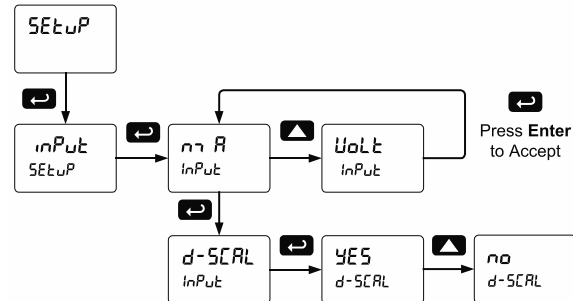 SEtuP
inPut
SEtuP
mA
InPut
VoLt
InPut
Press Enter
to Accept
d-SCAL
InPut
YES
d-SCAL
no
d-SCAL